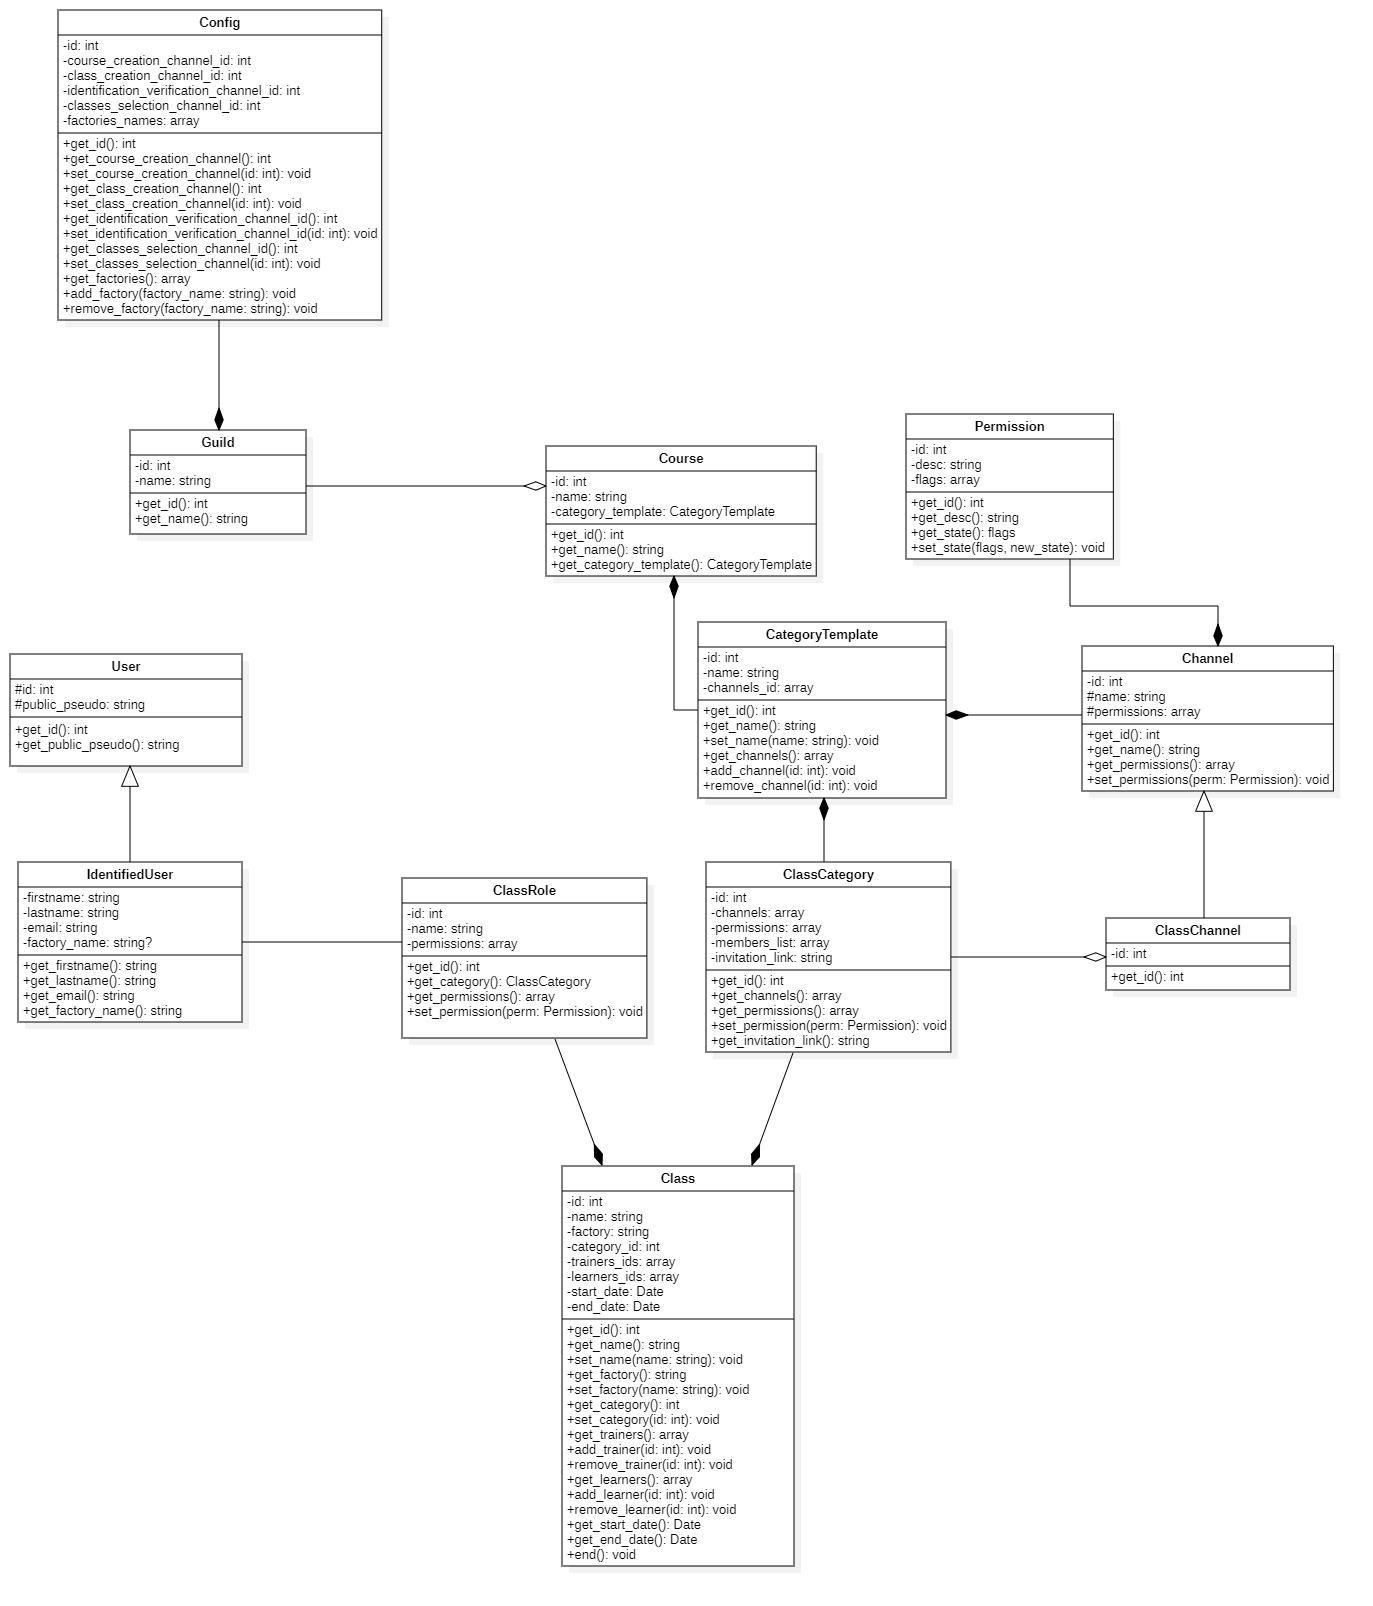 Config
-id: int
-course_creation_channel_id: int
-class_creation_channel_id: int
-identification_verification_channel_id: int
-classes_selection_channel_id: int
-factories_names: array
+get_id(): int
+get_course_creation_channel(): int
+set_course_creation_channel(id: int): void
+get_class_creation_channel(): int
+set_class_creation_channel(id: int): void
+get_identification_verification_channel_id(): int
+set_identification_verification_channel_id(id: int): void
+get_classes_selection_channel_id(): int
+set_classes_selection_channel(id: int): void
+get_factories(): array
+add_factory(factory_name: string): void
+remove_factory(factory_name: string): void
Guild
-id: int
-name: string
+get_id(): int
+get_name(): string
Course
-id: int
-name: string
-category_template: CategoryTemplate
+get_id(): int
+get_name(): string
+get_category_template(): CategoryTemplate
Permission
-id: int
-desc: string
-flags: array
+get_id(): int
+get_desc(): string
+get_state(): flags
+set_state(flags, new_state): void
User
#id: int
#public_pseudo: string
+get_id(): int
+get_public_pseudo(): string
CategoryTemplate
-id: int
-name: string
-channels_id: array
+get_id(): int
+get_name(): string
+set_name(name: string): void
+get_channels(): array
+add_channel(id: int): void
+remove_channel(id: int): void
Channel
-id: int
#name: string
#permissions: array
+get_id(): int
+get_name(): string
+get_permissions(): array
+set_permissions(perm: Permission): void
IdentifiedUser
-firstname: string
-lastname: string
-email: string
-factory_name: string?
+get_firstname(): string
+get_lastname(): string
+get_email(): string
+get_factory_name(): string
ClassRole
-id: int
-name: string
-permissions: array
+get_id(): int
+get_category(): ClassCategory
+get_permissions(): array
+set_permission(perm: Permission): void
ClassCategory
-id: int
-channels: array
-permissions: array
-members_list: array
-invitation_link: string
+get_id(): int
+get_channels(): array
+get_permissions(): array
+set_permission(perm: Permission): void
+get_invitation_link(): string
ClassChannel
-id: int
+get_id(): int
Class
-id: int
-name: string
-factory: string
-category_id: int
-trainers_ids: array
-learners_ids: array
-start_date: Date
-end_date: Date
+get_id(): int
+get_name(): string
+set_name(name: string): void
+get_factory(): string
+set_factory(name: string): void
+get_category(): int
+set_category(id: int): void
+get_trainers(): array
+add_trainer(id: int): void
+remove_trainer(id: int): void
+get_learners(): array
+add_learner(id: int): void
+remove_learner(id: int): void
+get_start_date(): Date
+get_end_date(): Date
+end(): void